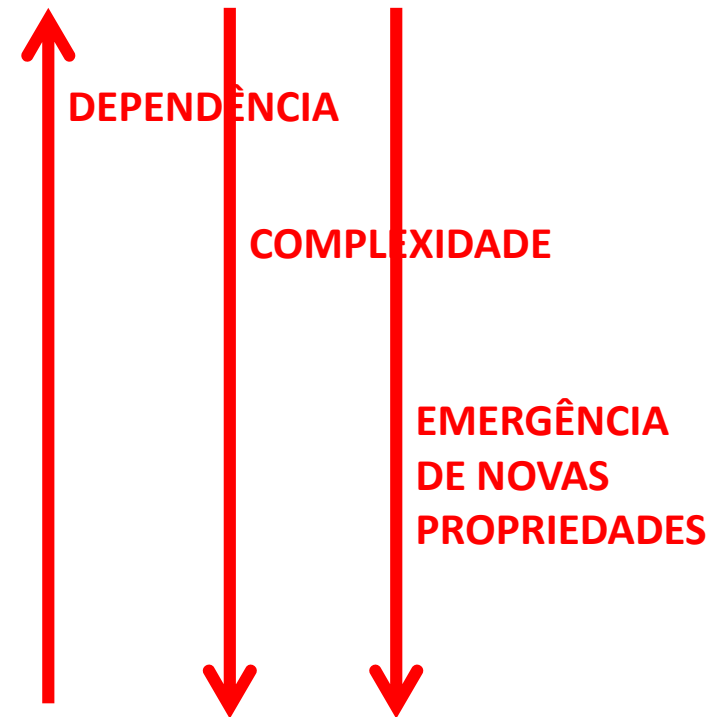 DEPENDÊNCIA
COMPLEXIDADE
EMERGÊNCIA
DE NOVAS
PROPRIEDADES